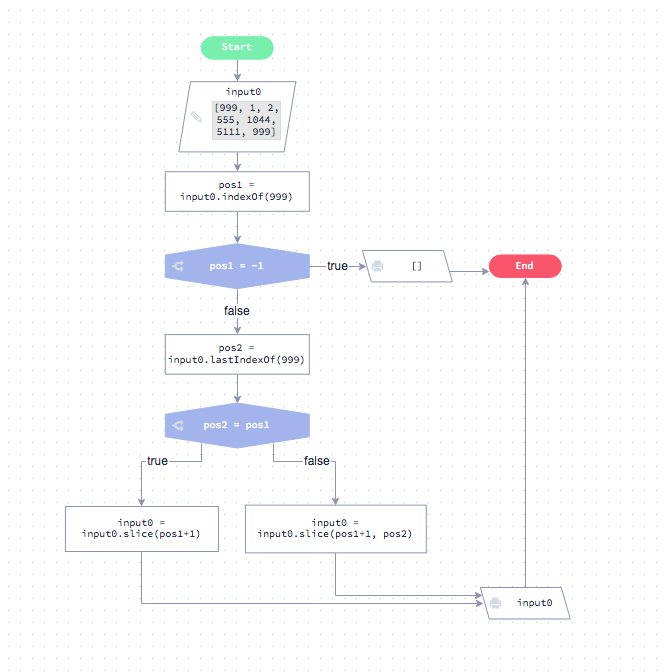 Start
input0
[999, 1, 2,
555, 1044,
5111, 999]
pos1 =
input0.indexOf(999)
pos1 = -1
true
[]
End
false
pos2 =
input0.lastIndexOf(999)
pos2 = pos1
true
false
input0 =
input0.slice(pos1+1)
input0 =
input0.slice(pos1+1, pos2)
input0